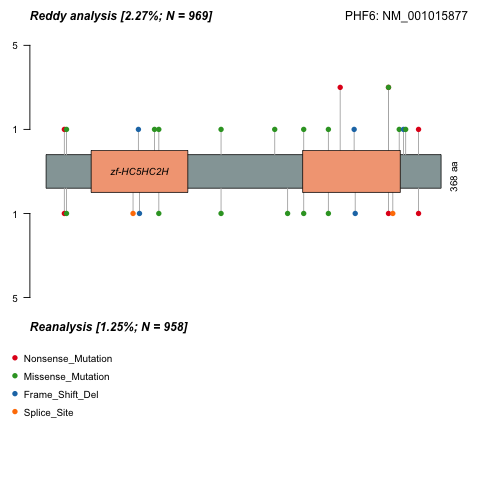 Reddy analysis [2.27%; N = 969]
PHF6: NM_001015877
5
1
zf-HC5HC2H
368 aa
1
5
Reanalysis [1.25%; N = 958]
Nonsense_Mutation
Missense_Mutation
Frame_Shift_Del
Splice_Site